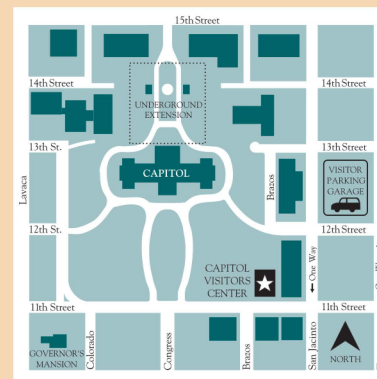 15th Street
14th Street
14th Street
UNDERGROUND
EXTENSION
13th St.
13th Street
CAPITOL
VISITOR
PARKING
GARAGE
Lavaca
Brazos
12th St.
12th Street
CAPITOL
VISITORS
CENTER
One Way
11th Street
11th Street
GOVERNOR'S
MANSION
Colorado
Congress
Brazos
San Jacinto
NORTH